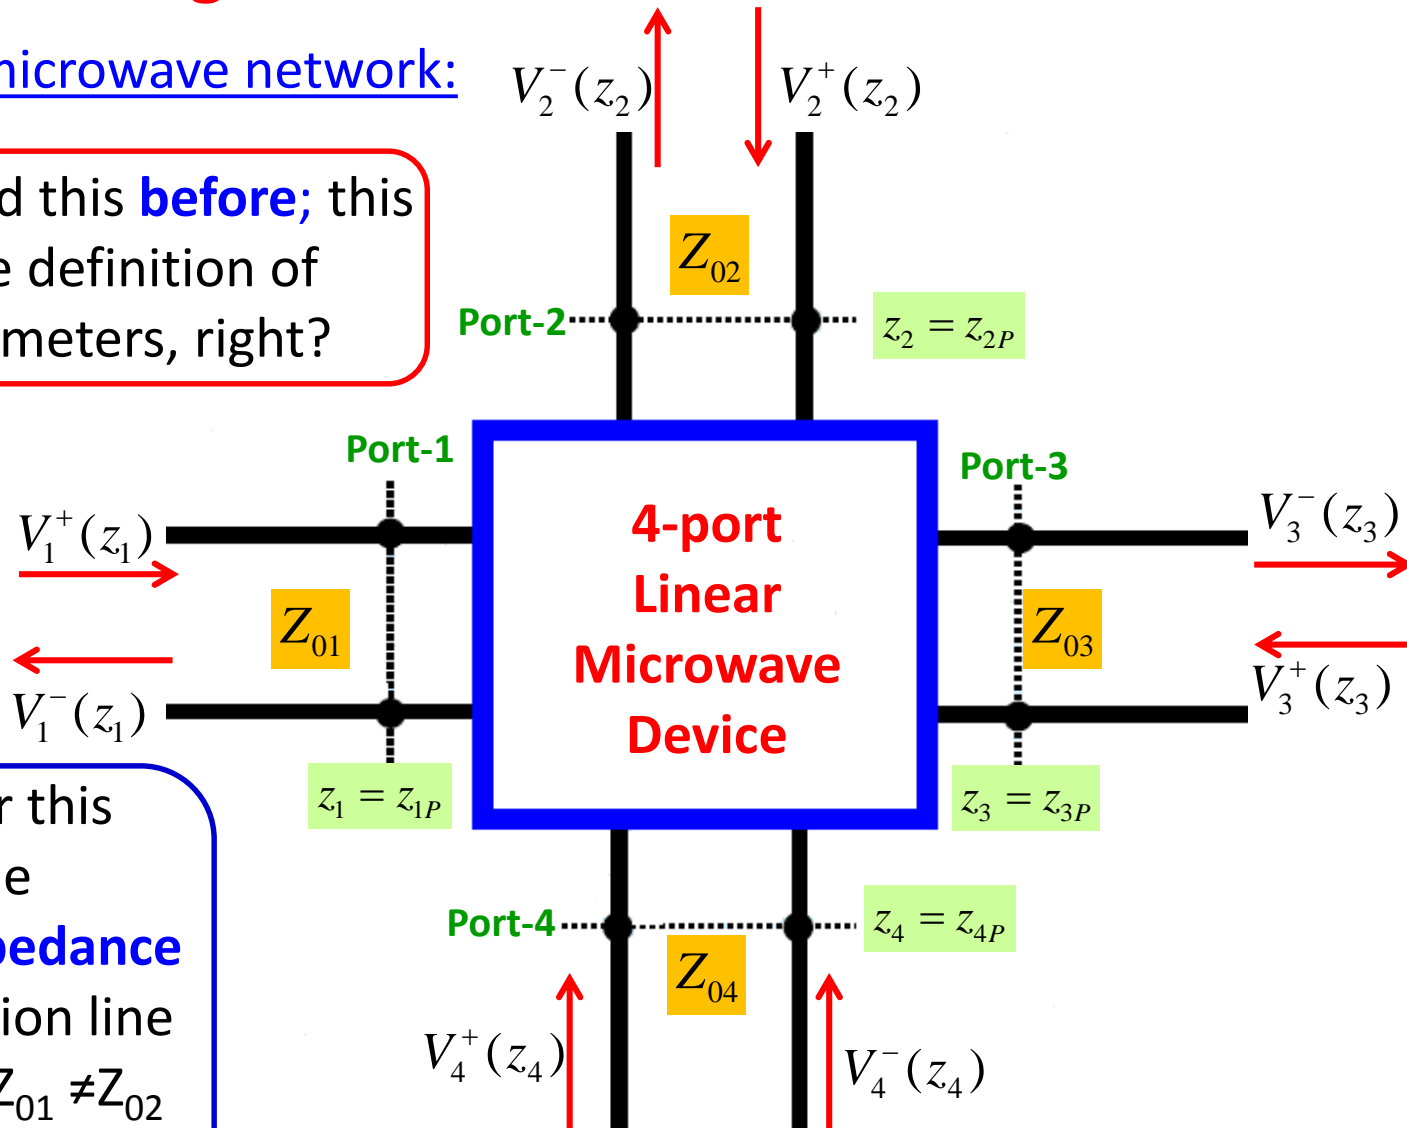 microwave network:
d this before; this
e definition of
meters, right?
V₂⁻(z₂)
V₂⁺(z₂)
Z₀₂
Port-2
z₂ = z₂P
Port-1
Port-3
V₁⁺(z₁)
Z₀₁
V₁⁻(z₁)
z₁ = z₁P
4-port
Linear
Microwave
Device
V₃⁻(z₃)
Z₀₃
V₃⁺(z₃)
z₃ = z₃P
r this
e
pedance
ion line
Z₀₁ ≠Z₀₂
Port-4
z₄ = z₄P
Z₀₄
V₄⁺(z₄)
V₄⁻(z₄)